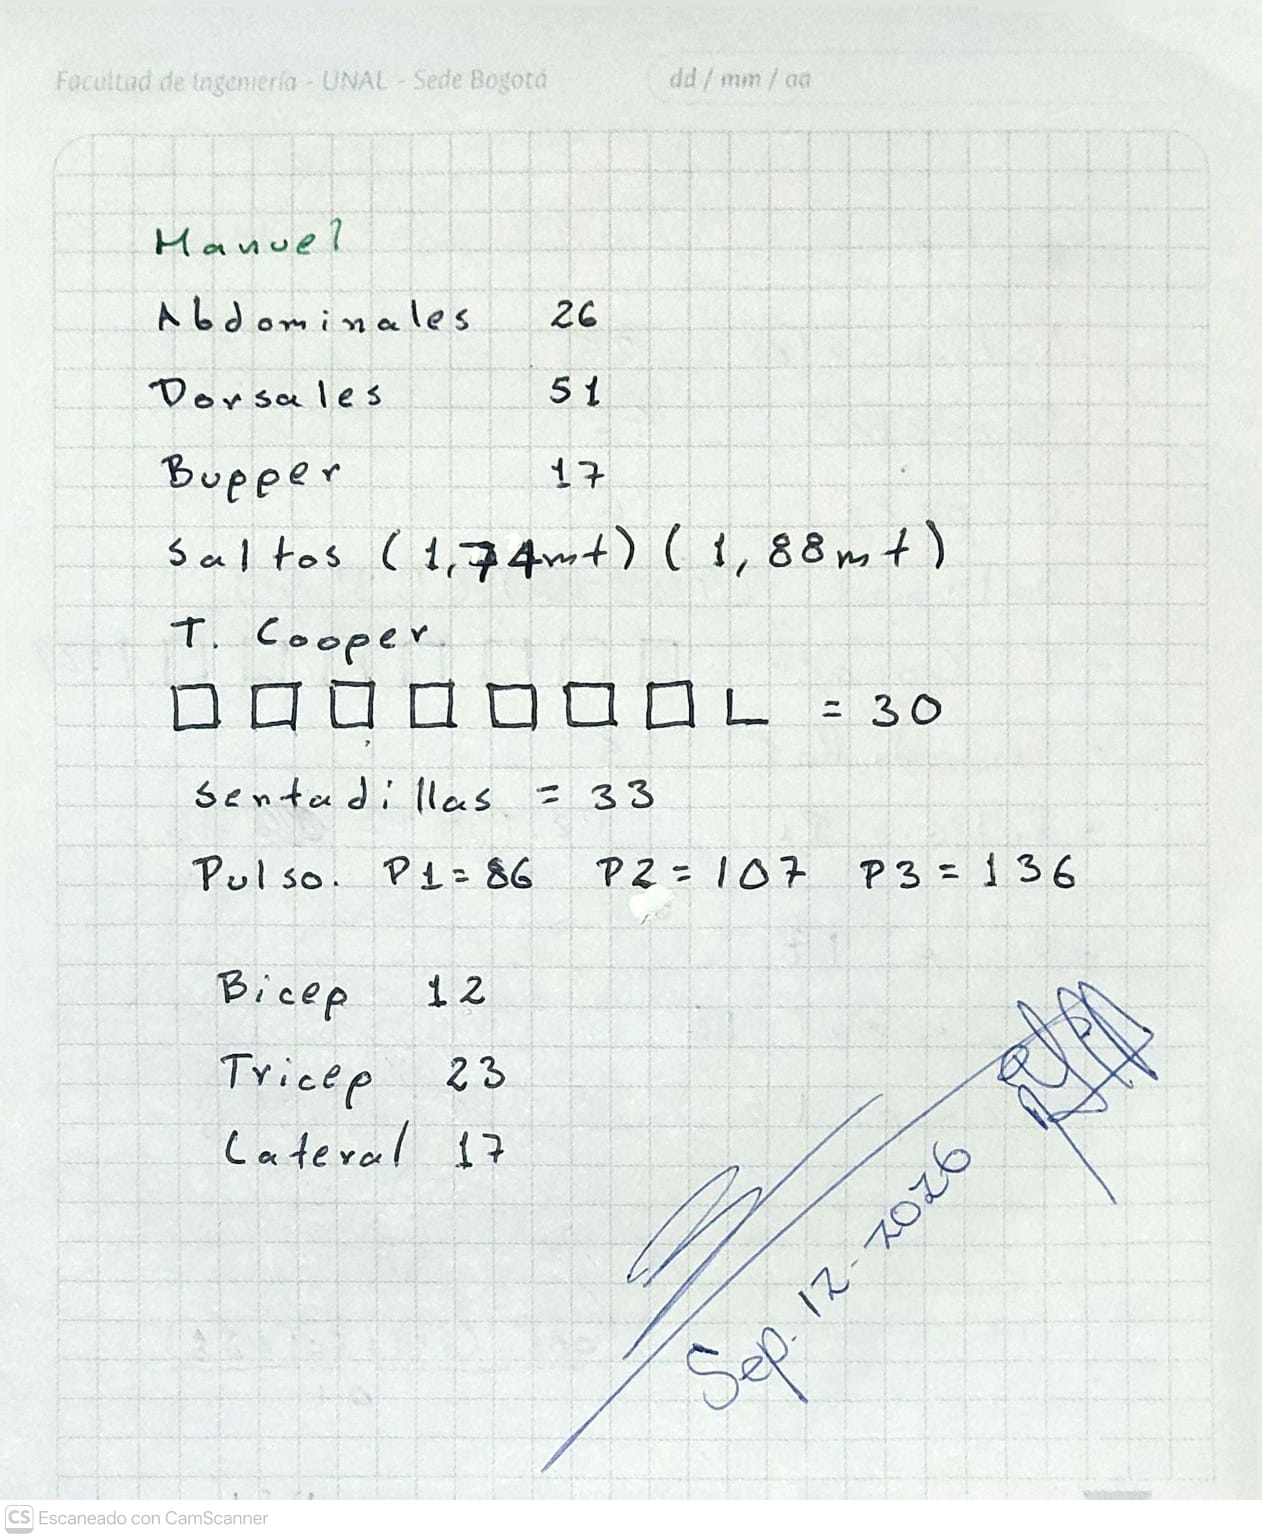 Facultad de Ingeniería - UNAL - Sede Bogotá dd / mm / aa
Manuel
Abdominales 26
Dorsales 51
Bupper 17
Saltos (1,74mt) (1,88mt)
T. Cooper
= 30
Sentadillas = 33
Pulso. P1=86 P2=107 P3=136
Bicep 12
Tricep 23
Lateral 17
Sep. 12-2026
CS Escaneado con CamScanner